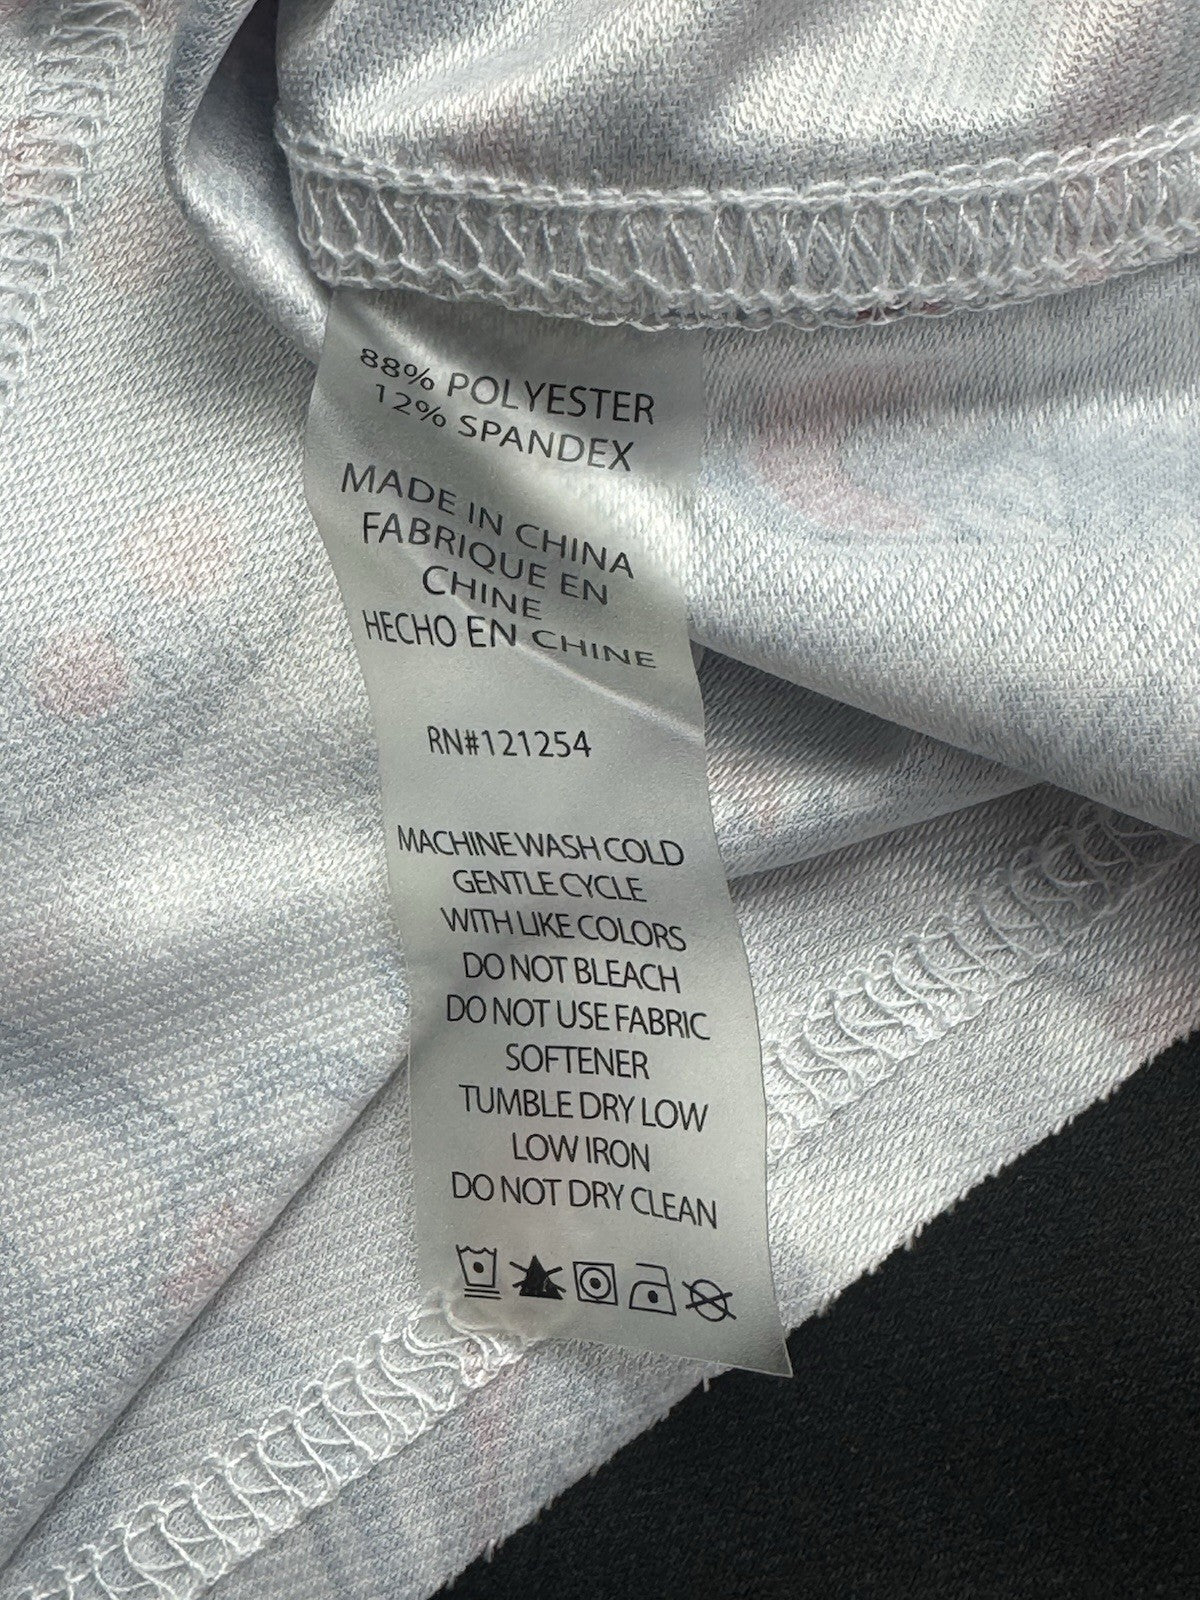 88% POLYESTER
12% SPANDEX
MADE IN CHINA
FABRIQUE EN
CHINE
HECHO EN CHINE
RN#121254
MACHINE WASH COLD
GENTLE CYCLE
WITH LIKE COLORS
DO NOT BLEACH
DO NOT USE FABRIC
SOFTENER
TUMBLE DRY LOW
LOW IRON
DO NOT DRY CLEAN